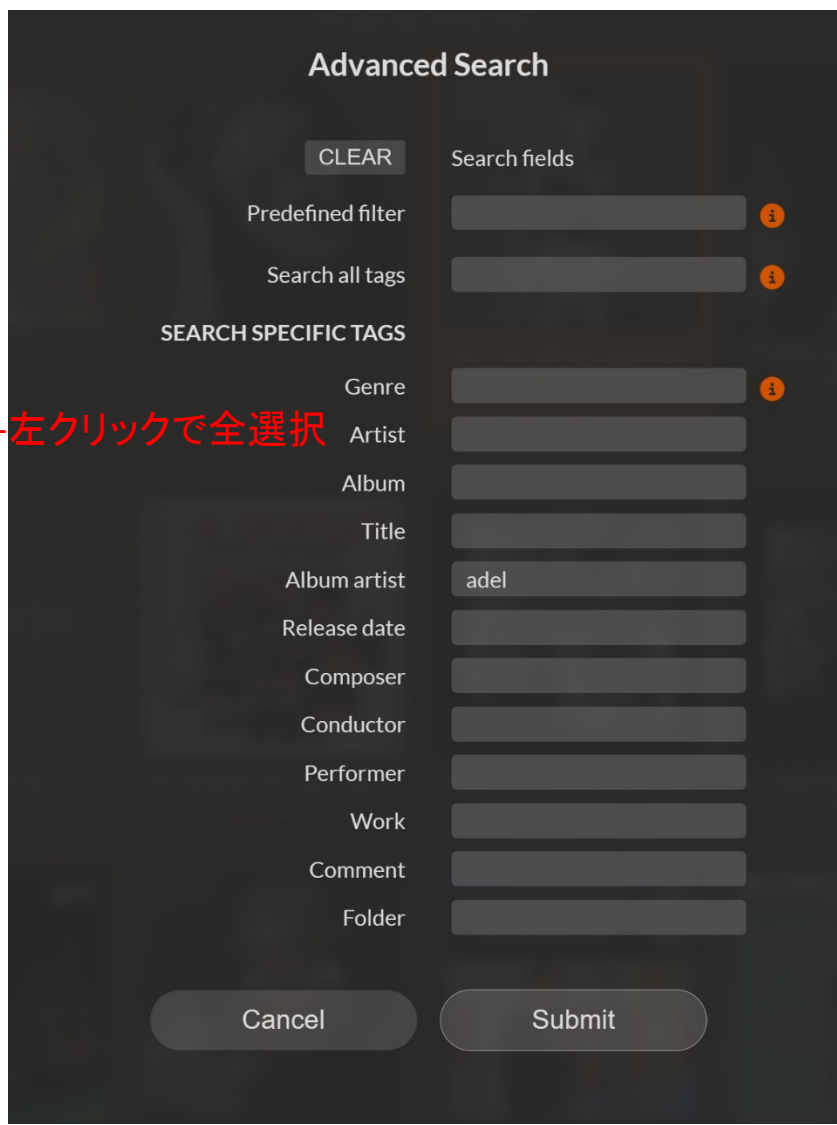 Advanced Search
CLEAR Search fields
Predefined filter
Search all tags
SEARCH SPECIFIC TAGS
Genre
左クリックで全選択 Artist
Album
Title
Album artist adel
Release date
Composer
Conductor
Performer
Work
Comment
Folder
Cancel Submit